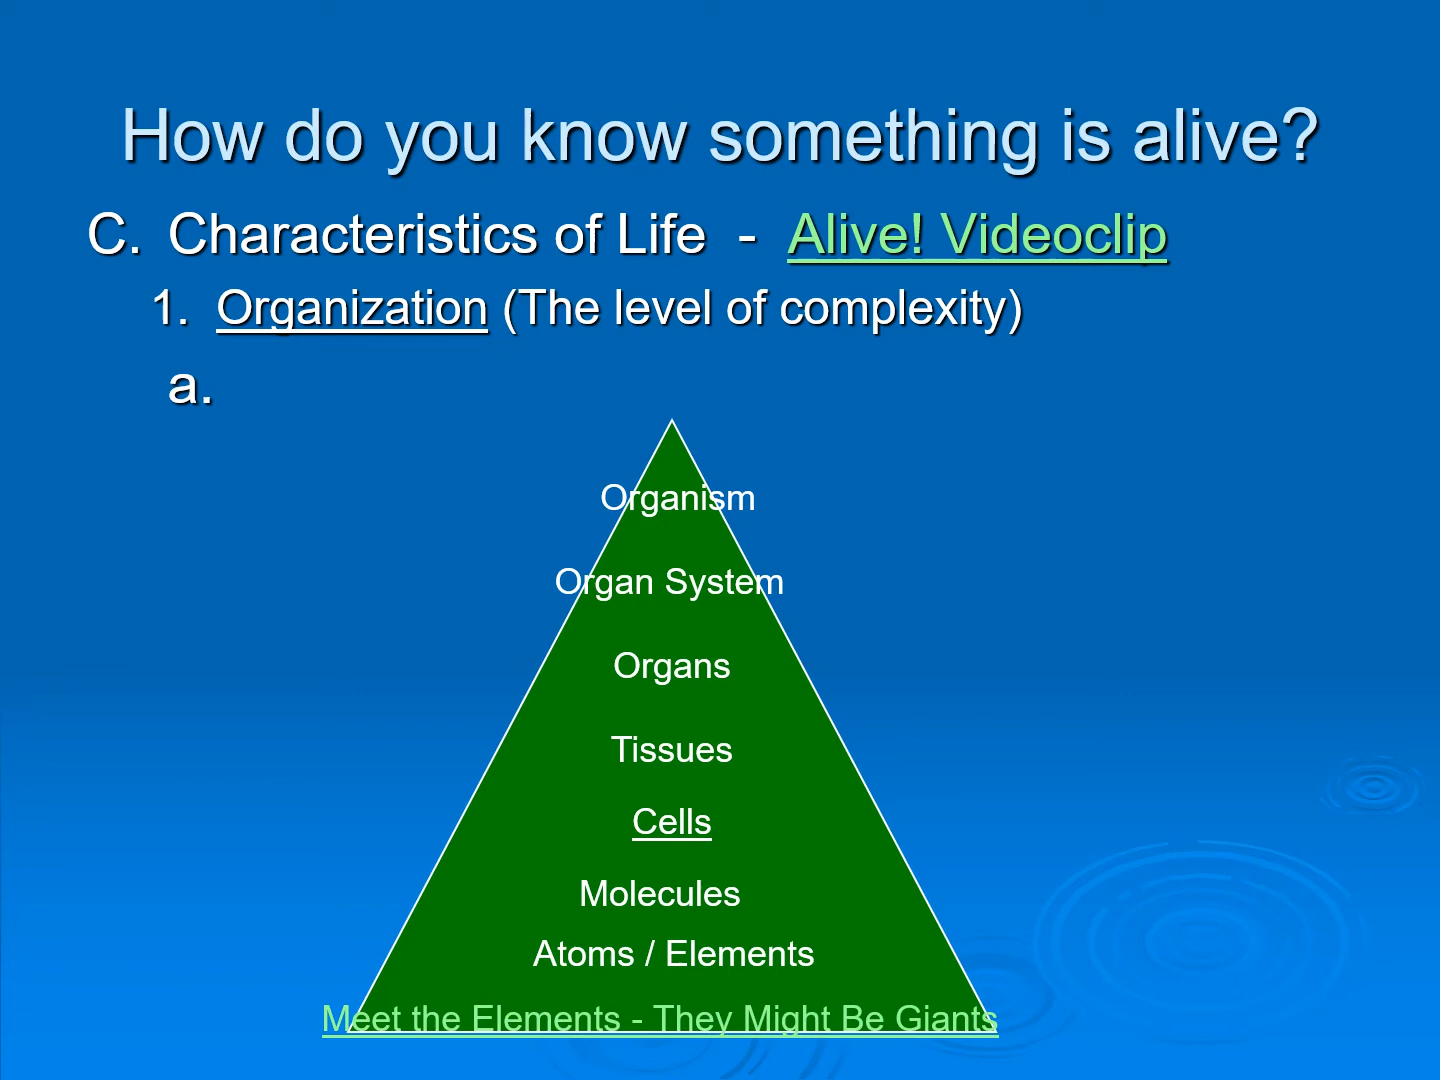 How do you know something is alive?
C. Characteristics of Life - Alive! Videoclip
1. Organization (The level of complexity)
a.
Organism
Organ System
Organs
Tissues
Cells
Molecules
Atoms / Elements
Meet the Elements - They Might Be Giants